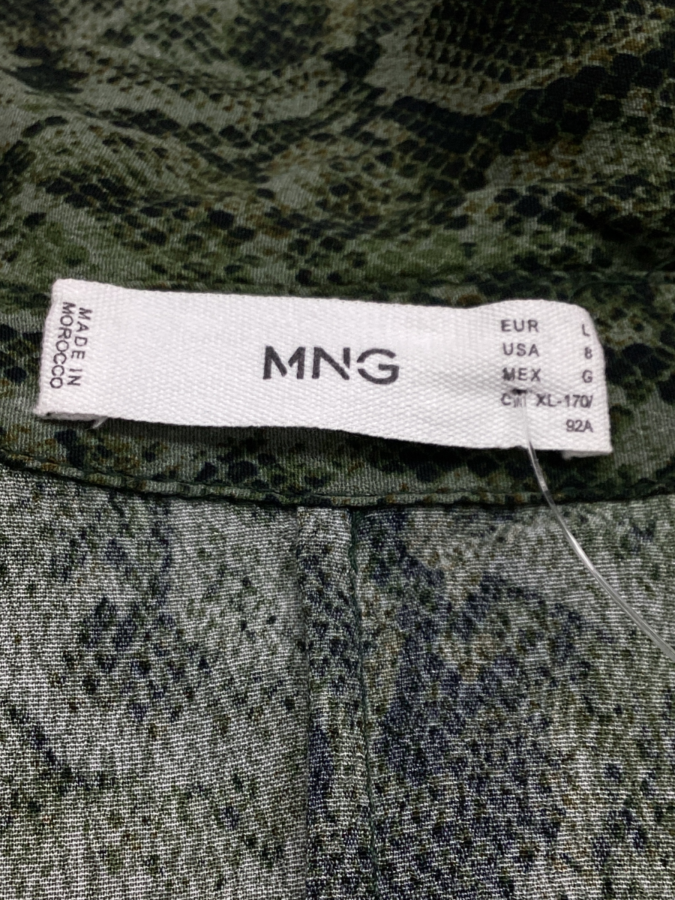 MADE IN
MOROCCO
MNG
EUR L
USA 8
MEX G
XL-170/
92A